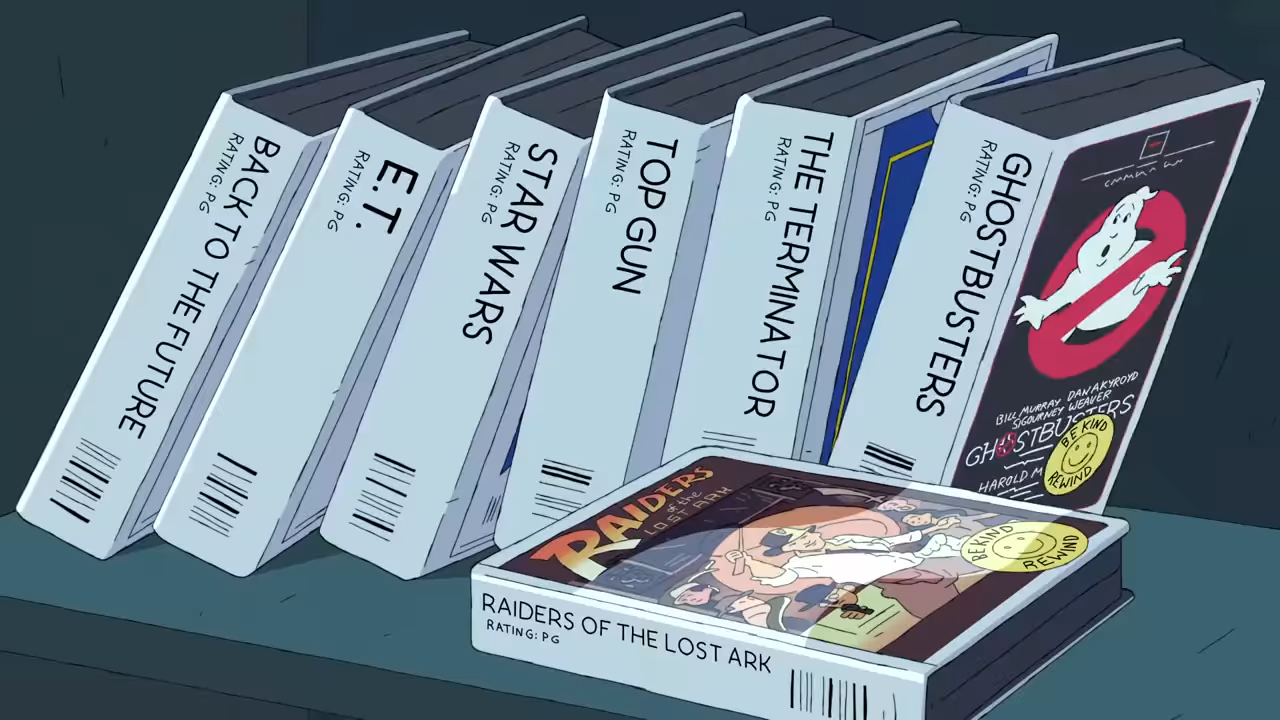 BACK TO THE FUTURE
RATING: PG
E.T.
RATING: PG
STAR WARS
RATING: PG
TOP GUN
RATING: PG
THE TERMINATOR
RATING: PG
GHOSTBUSTERS
RATING: PG
BILL MURRAY DAN AKYROYD
SIGOURNEY WEAVER
GHOSTBUSTERS
HAROLD
BE KIND
REWIND
RAIDERS
of the
LOST ARK
BE KIND
REWIND
RAIDERS OF THE LOST ARK
RATING: PG